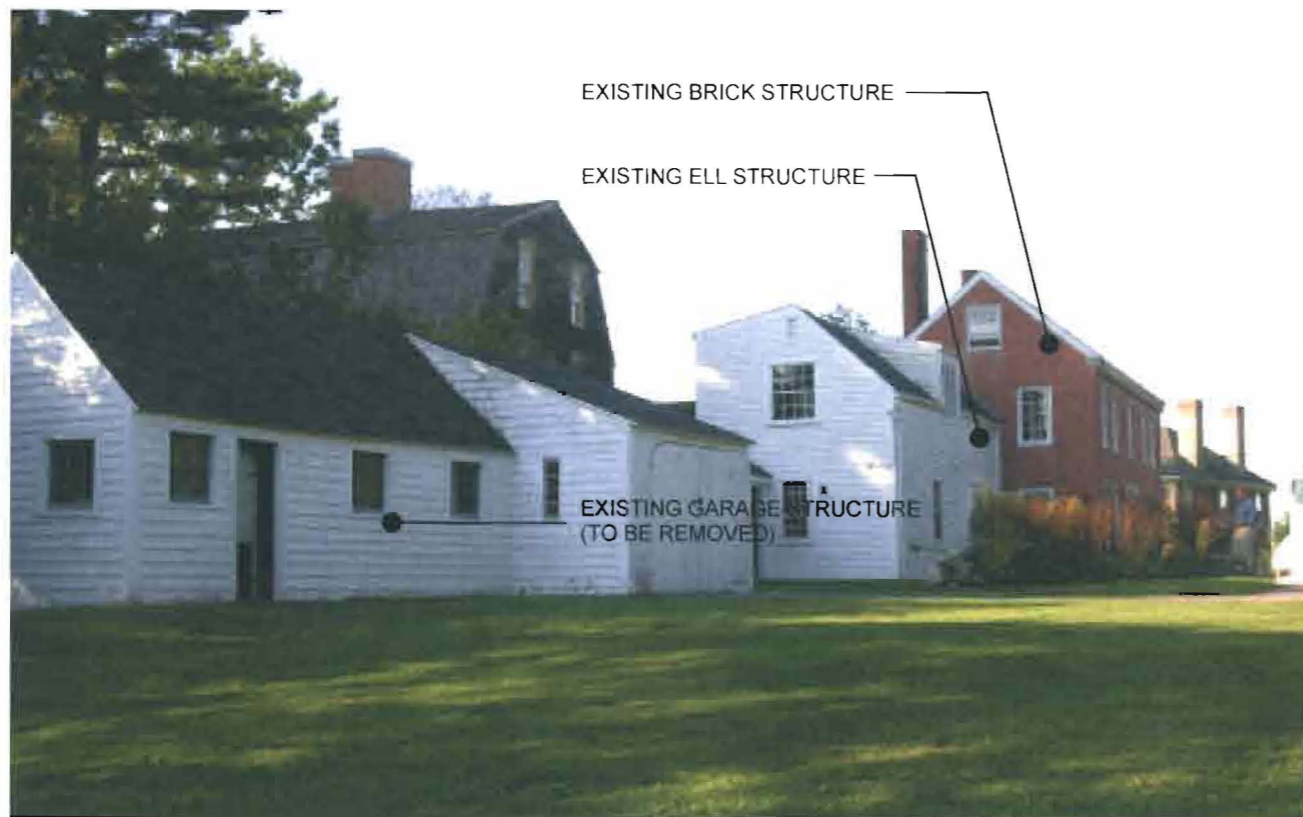 EXISTING BRICK STRUCTURE
EXISTING ELL STRUCTURE
EXISTING GARAGE STRUCTURE
(TO BE REMOVED)